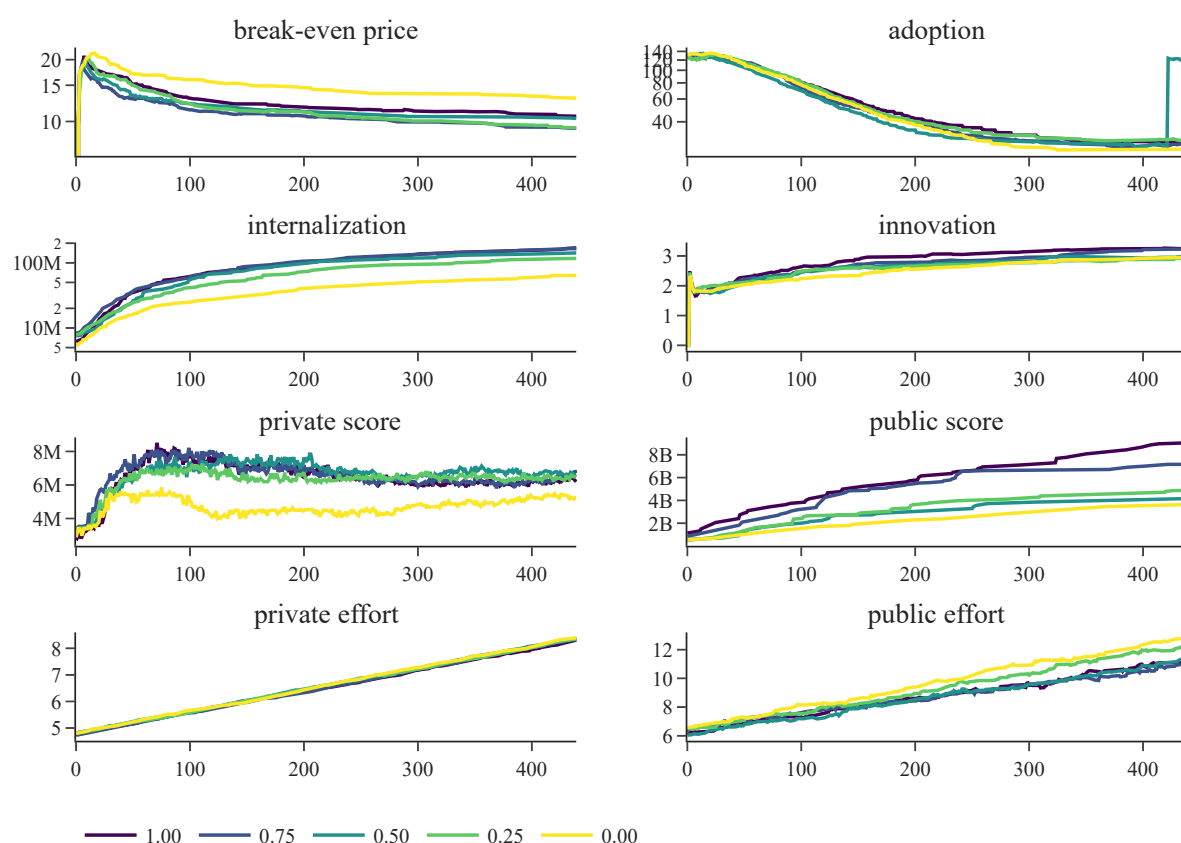 break-even price
20
15
10
0 100 200 300 400
adoption
140
120
100
80
60
40
0 100 200 300 400
internalization
2
100M
5
2
10M
5
0 100 200 300 400
innovation
3
2
1
0
0 100 200 300 400
private score
8M
6M
4M
0 100 200 300 400
public score
8B
6B
4B
2B
0 100 200 300 400
private effort
8
7
6
5
0 100 200 300 400
public effort
12
10
8
6
0 100 200 300 400
1.00 0.75 0.50 0.25 0.00